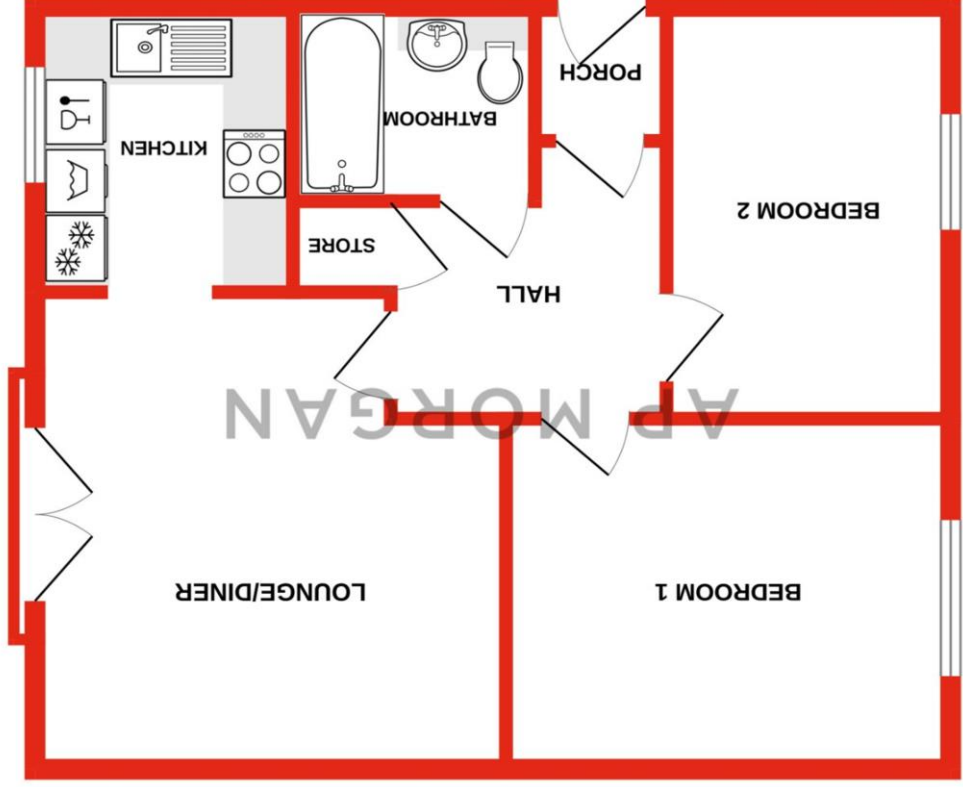 BEDROOM 1
LOUNGE/DINER
AP MORGAN
HALL
STORE
BEDROOM 2
KITCHEN
BATHROOM
PORCH